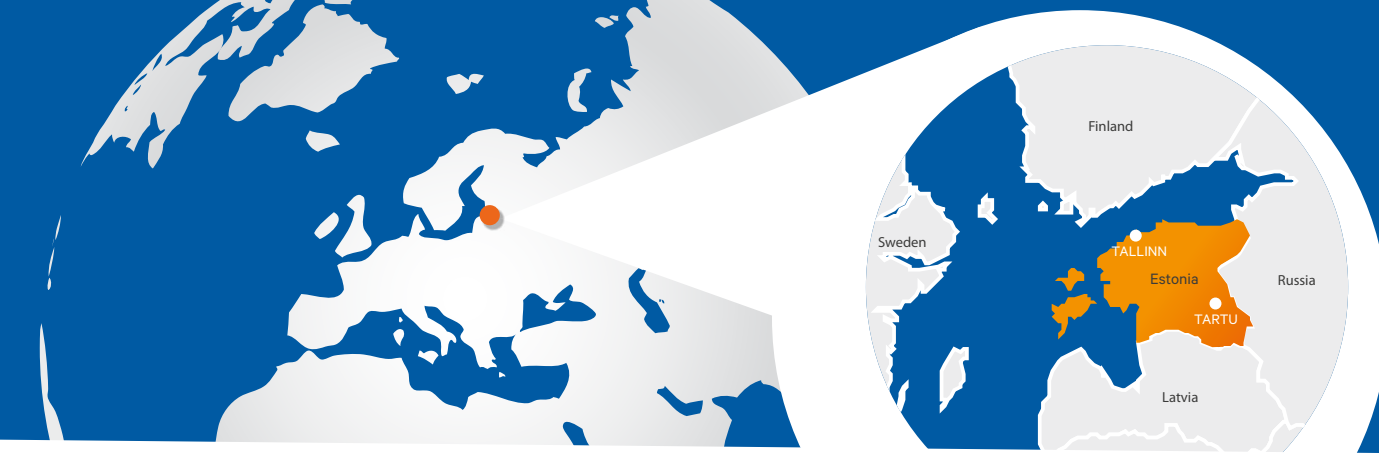 Finland
Sweden
TALLINN
Estonia
Russia
TARTU
Latvia